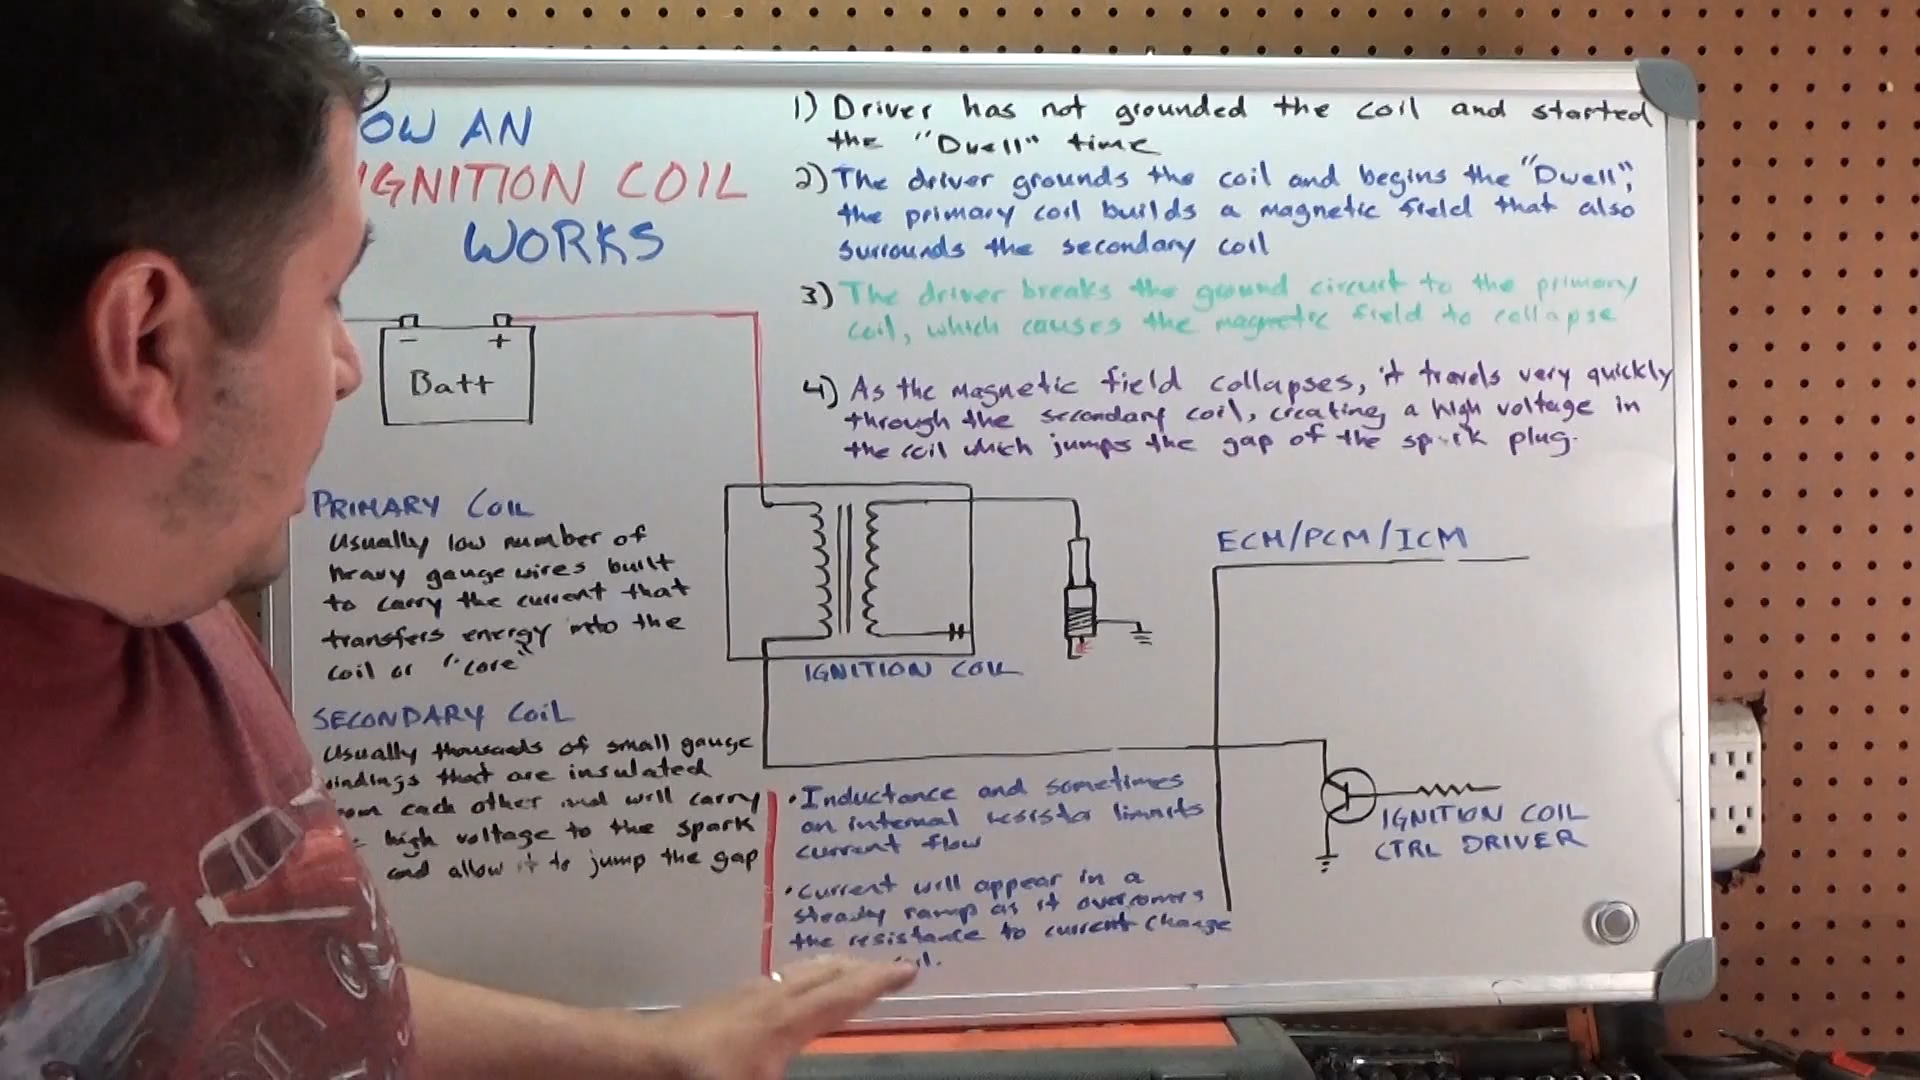 OW AN
IGNITION COIL
WORKS
1) Driver has not grounded the coil and started
the "Dwell" time
2) The driver grounds the coil and begins the "Dwell",
the primary coil builds a magnetic field that also
surrounds the secondary coil
3) The driver breaks the ground circuit to the primary
coil, which causes the magnetic field to collapse
4) As the magnetic field collapses, it travels very quickly
through the secondary coil, creating a high voltage in
the coil which jumps the gap of the spark plug.
- +
Batt
PRIMARY COIL
Usually low number of
heavy gauge wires built
to carry the current that
transfers energy into the
coil or "core"
SECONDARY COIL
Usually thousands of small gauge
windings that are insulated
from each other and will carry
high voltage to the spark
and allow it to jump the gap
IGNITION COIL
ECM/PCM/ICM
IGNITION COIL
CTRL DRIVER
• Inductance and sometimes
an internal resistor limits
current flow
• Current will appear in a
steady ramp as it overcomes
the resistance to current change